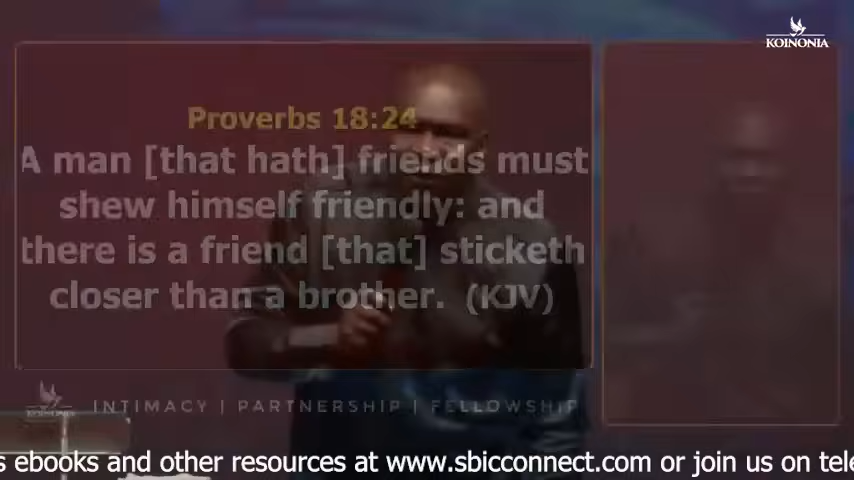 KOINONIA
Proverbs 18:24
A man [that hath] friends must
shew himself friendly: and
there is a friend [that] sticketh
closer than a brother. (KJV)
INTIMACY | PARTNERSHIP | FELLOWSHIP
s ebooks and other resources at www.sbicconnect.com or join us on tele